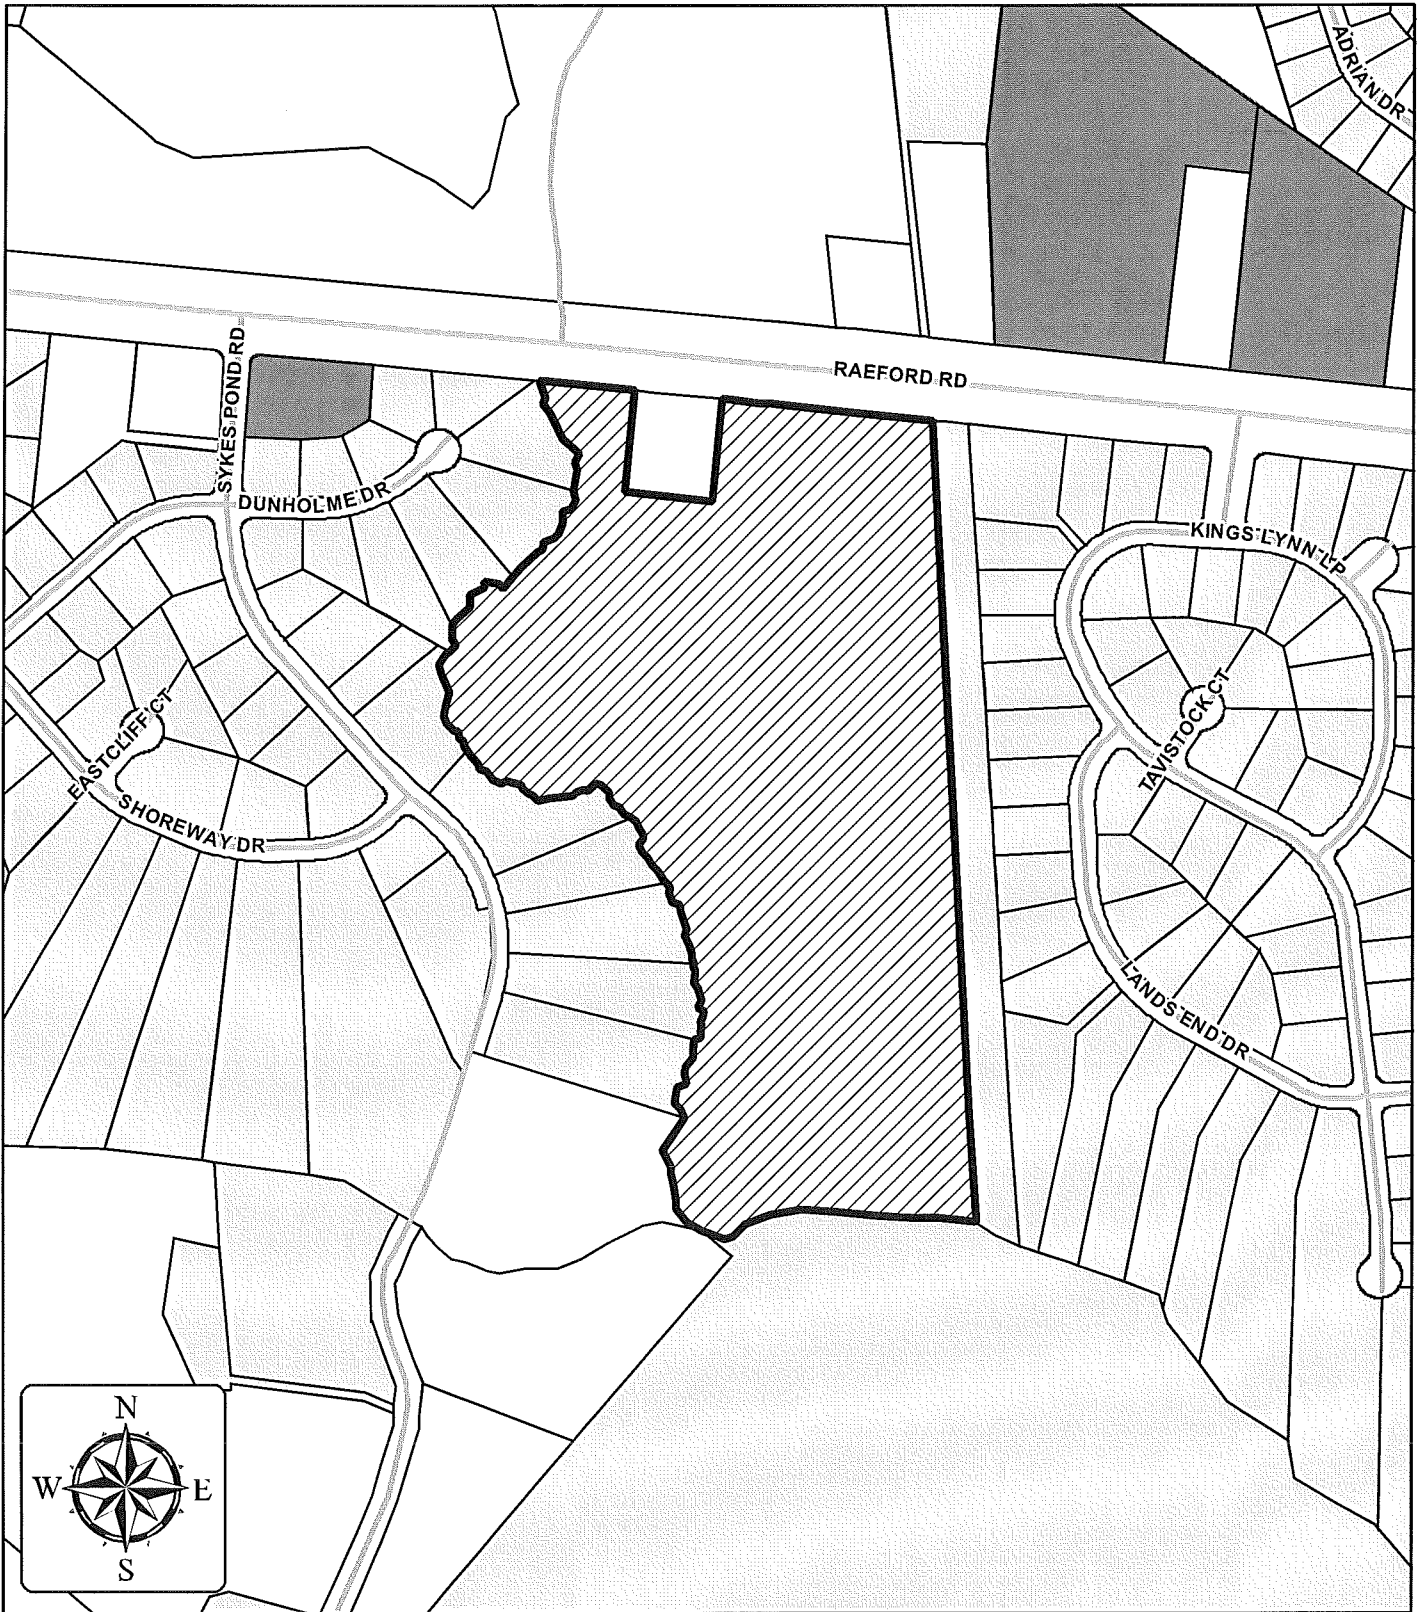 ADRIAN DR
RAEFORD RD
SYKES POND RD
DUNHOLME DR
KINGS LYNN LP
EASTCLIFF CT
TAVISTOCK CT
SHOREWAY DR
LANDS END DR
N
W E
S